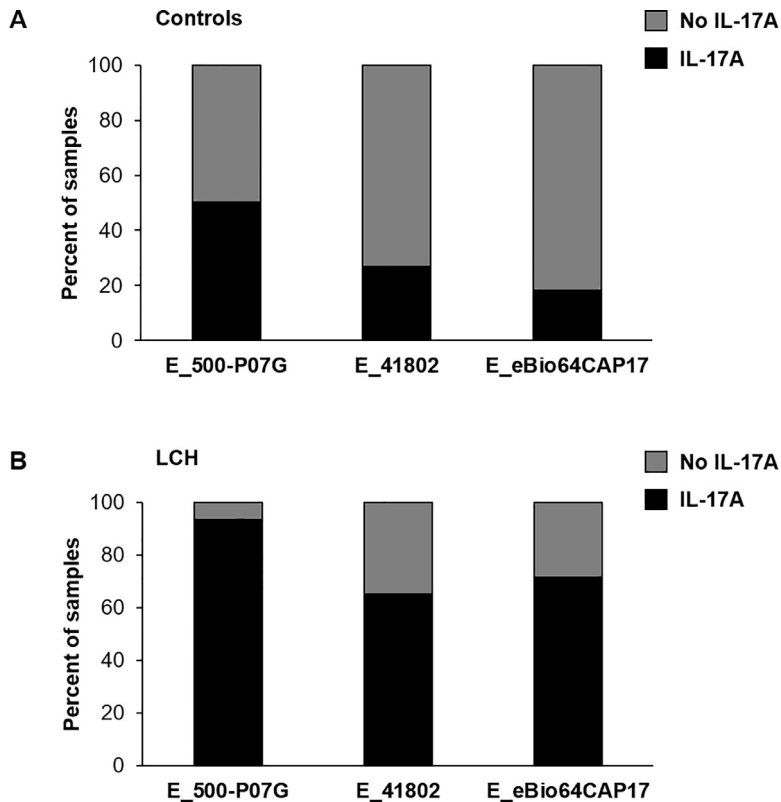 A
Controls
No IL-17A
IL-17A
Percent of samples
100
80
60
40
20
0
E_500-P07G E_41802 E_eBio64CAP17
B
LCH
No IL-17A
IL-17A
Percent of samples
100
80
60
40
20
0
E_500-P07G E_41802 E_eBio64CAP17